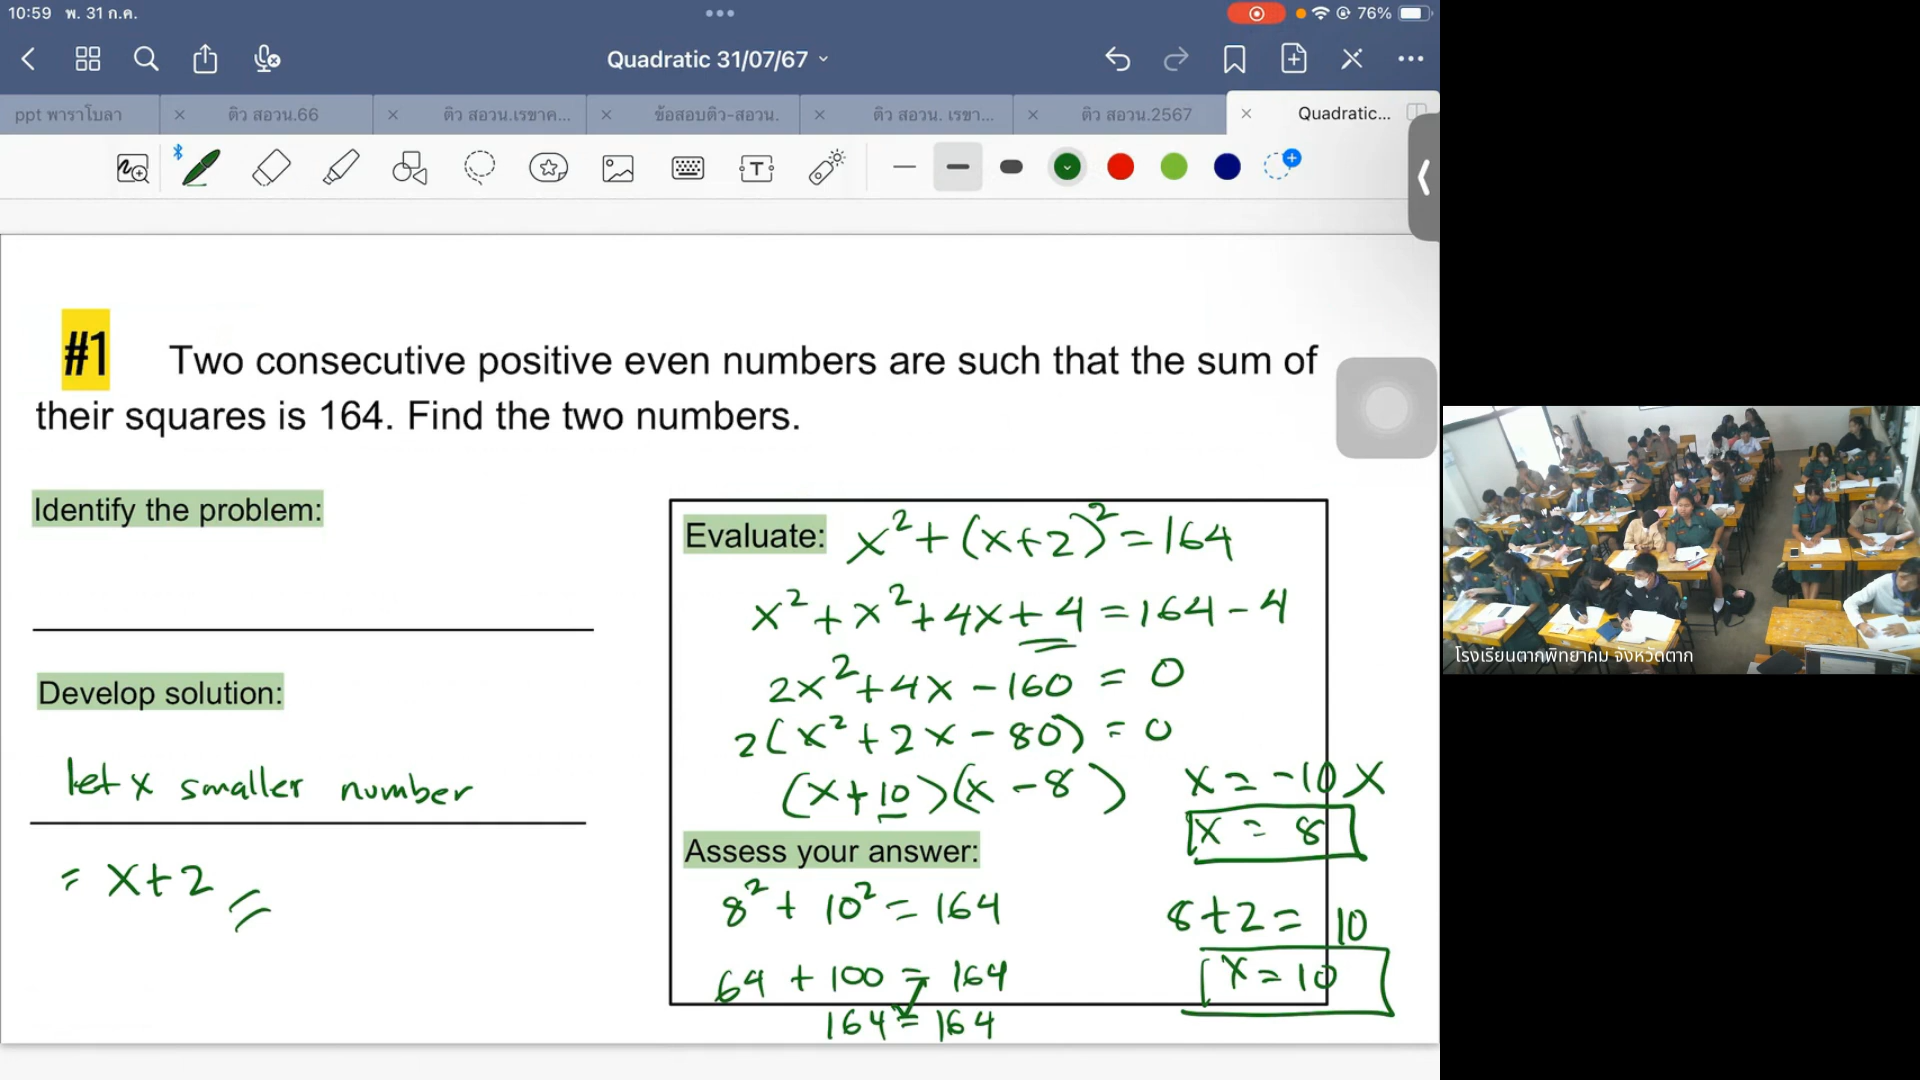 10:59 พ. 31 ก.ค.
76%
Quadratic 31/07/67
ppt พาราโบลา
ติว สอวน.66
ติว สอวน.เรขาค...
ข้อสอบติว-สอวน.
ติว สอวน. เรขา...
ติว สอวน.2567
Quadratic...
#1 Two consecutive positive even numbers are such that the sum of
their squares is 164. Find the two numbers.
Identify the problem:
Develop solution:
let x smaller number
= x+2
Evaluate: x²+(x+2)²=164
x²+x²+4x+4=164-4
2x²+4x-160=0
2(x²+2x-80)=0
(x+10)(x-8)
x=-10 X
x=8
Assess your answer:
8²+10²=164
64+100=164
164=164
8+2=10
x=10
โรงเรียนตากพิทยาคม จังหวัดตาก